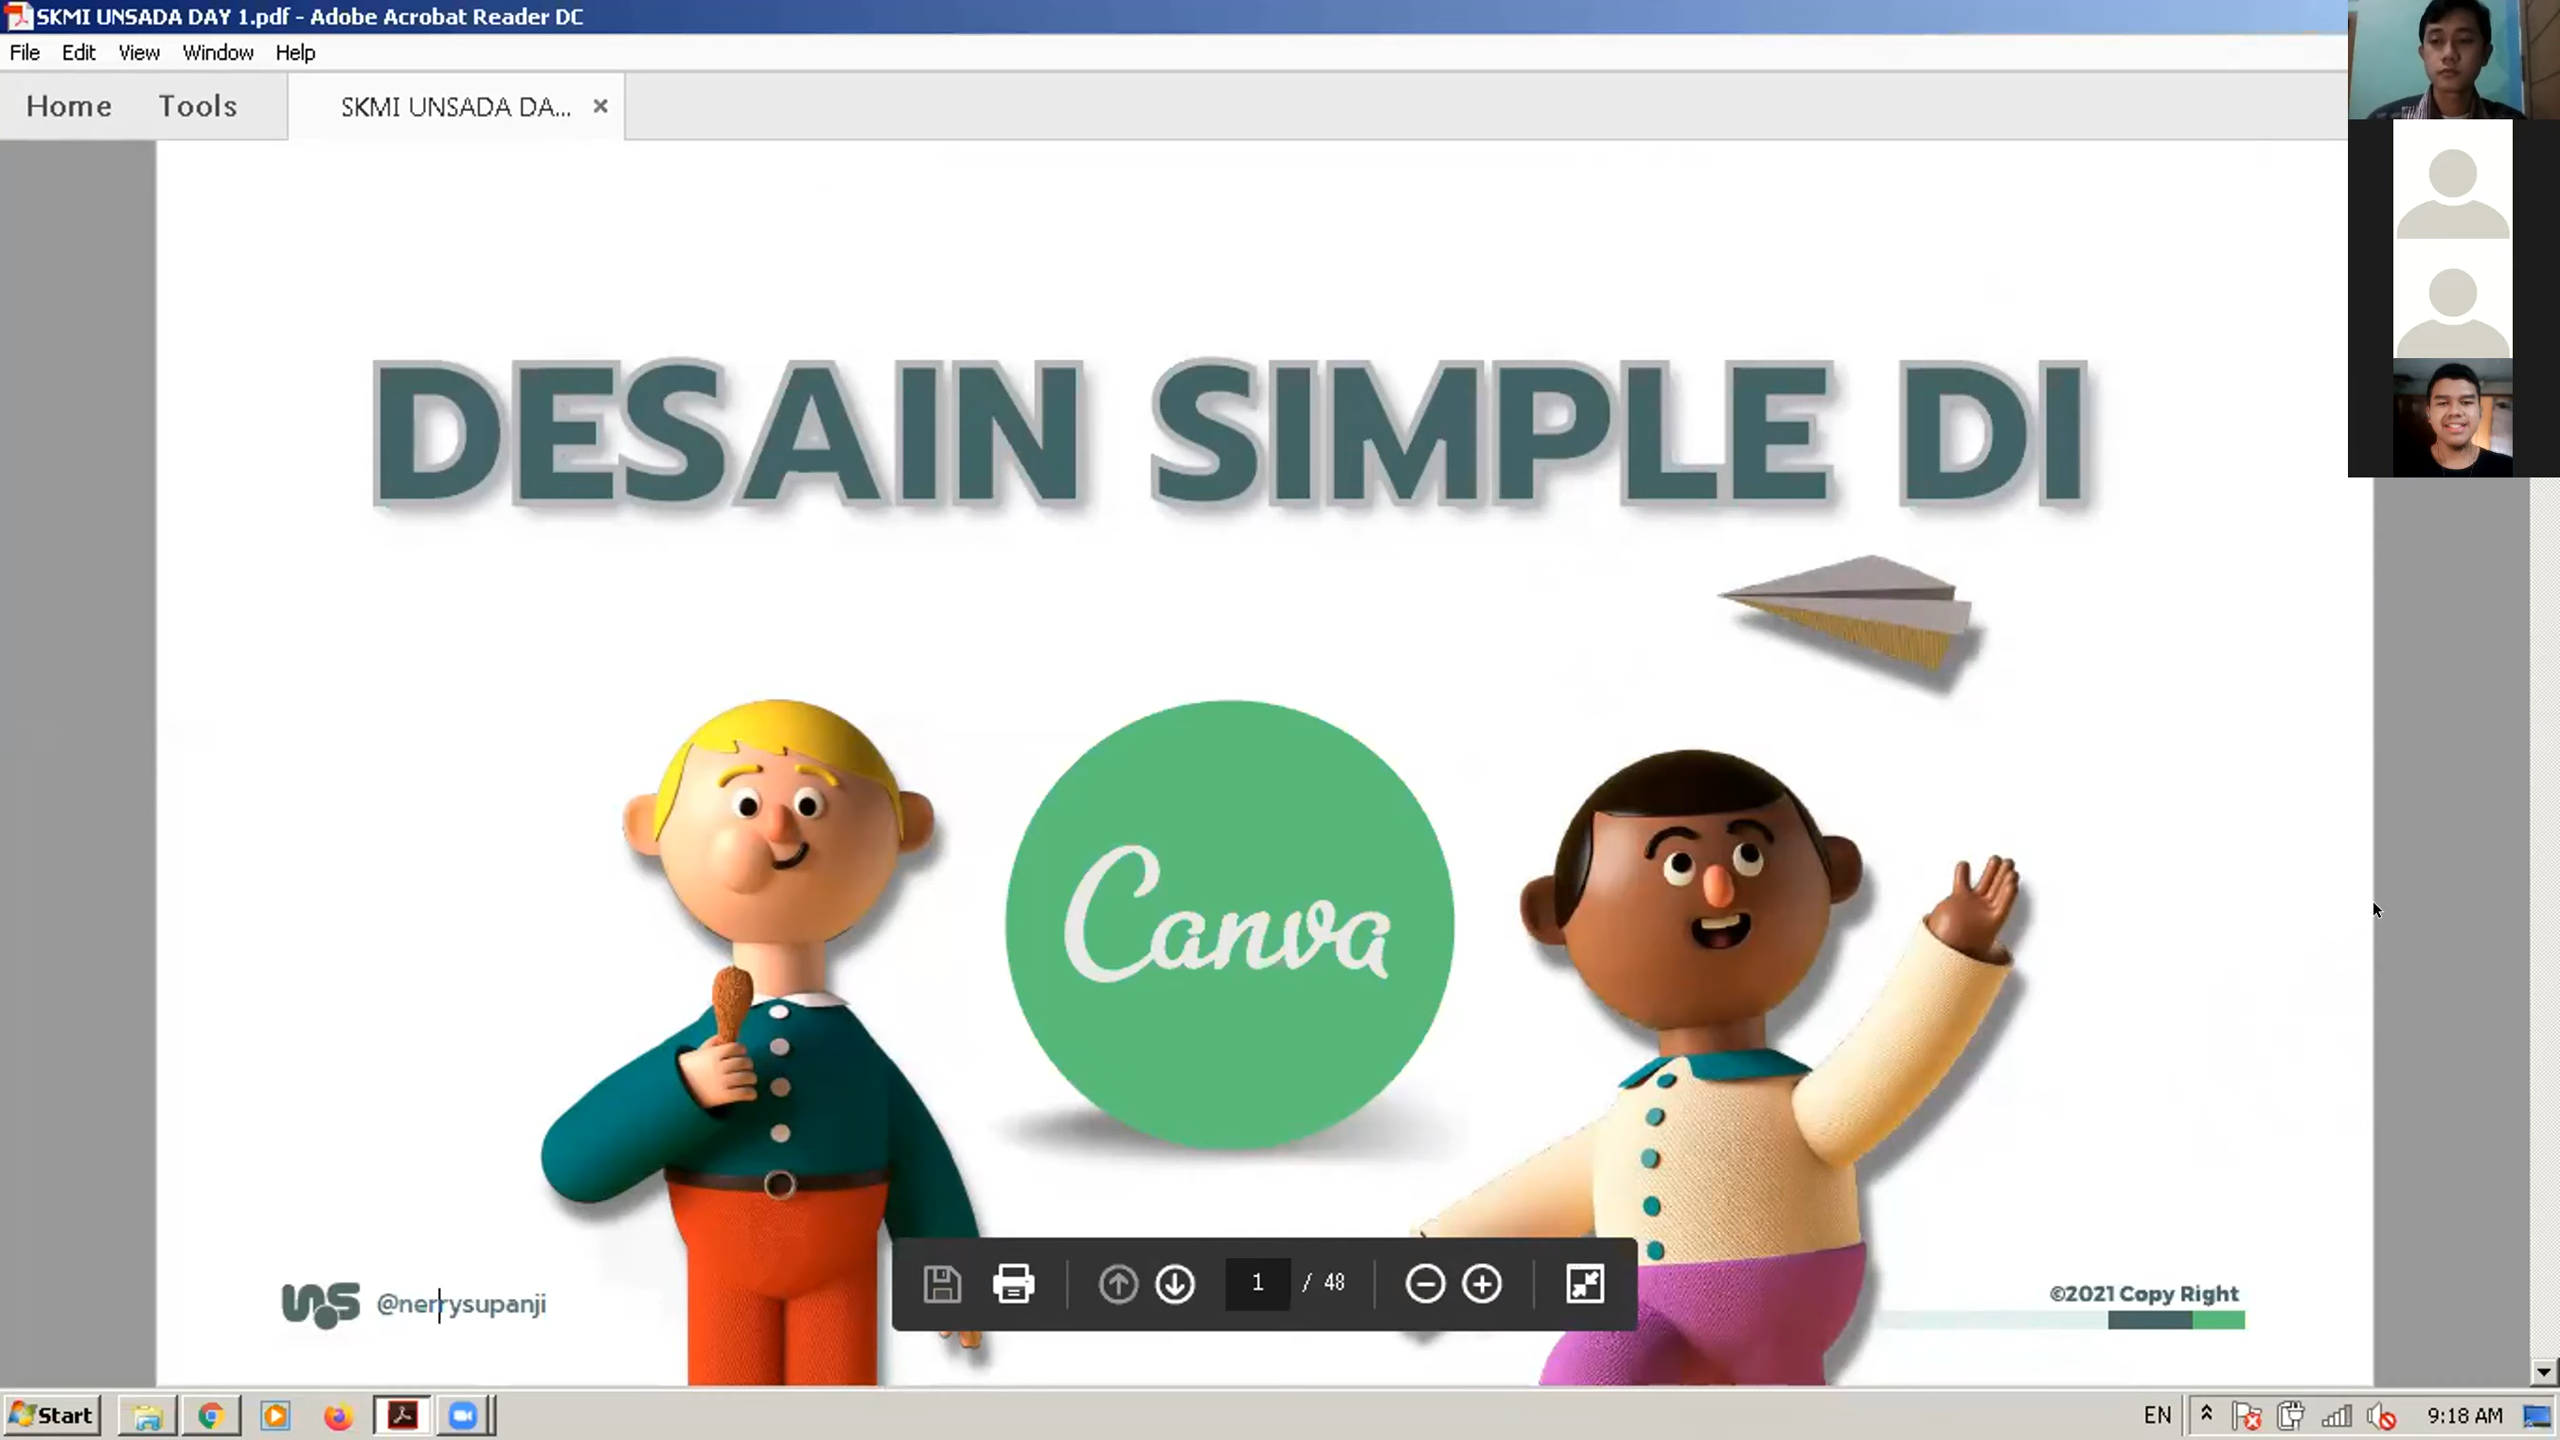 SKMI UNSADA DAY 1.pdf - Adobe Acrobat Reader DC
File Edit View Window Help
Home Tools SKMI UNSADA DA...
DESAIN SIMPLE DI
Canva
@nerrysupanji
1 / 48
©2021 Copy Right
Start EN 9:18 AM